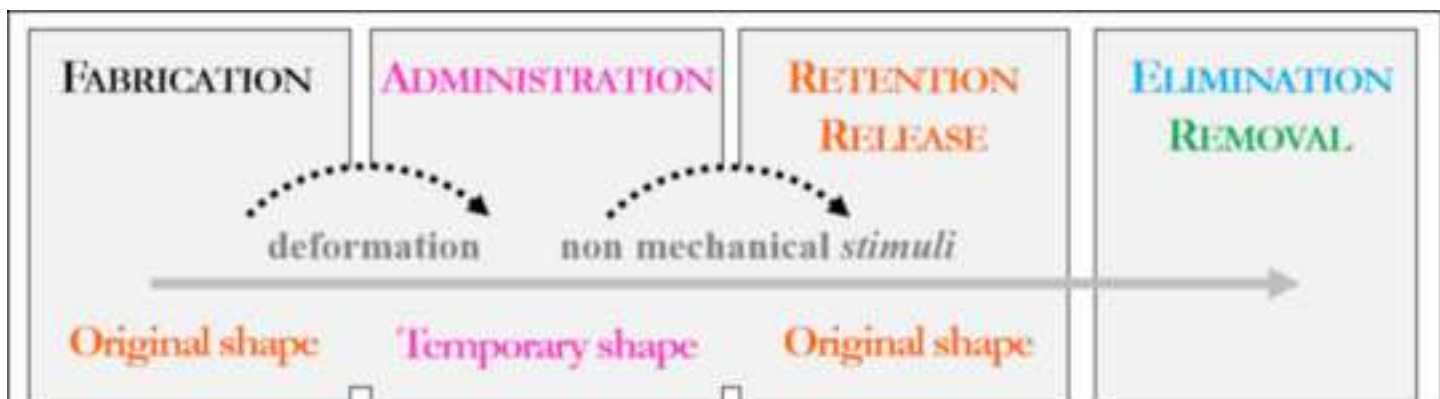 FABRICATION
ADMINISTRATION
RETENTION
RELEASE
ELIMINATION
REMOVAL
deformation
non mechanical stimuli
Original shape
Temporary shape
Original shape